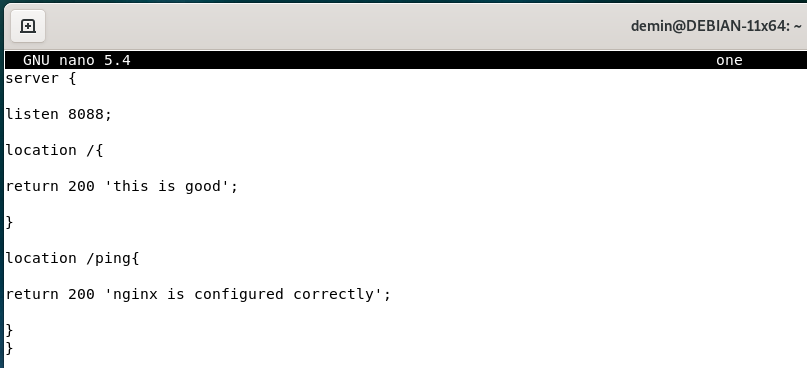 demin@DEBIAN-11x64: ~
GNU nano 5.4 one
server {
listen 8088;
location /{
return 200 'this is good';
}
location /ping{
return 200 'nginx is configured correctly';
}
}